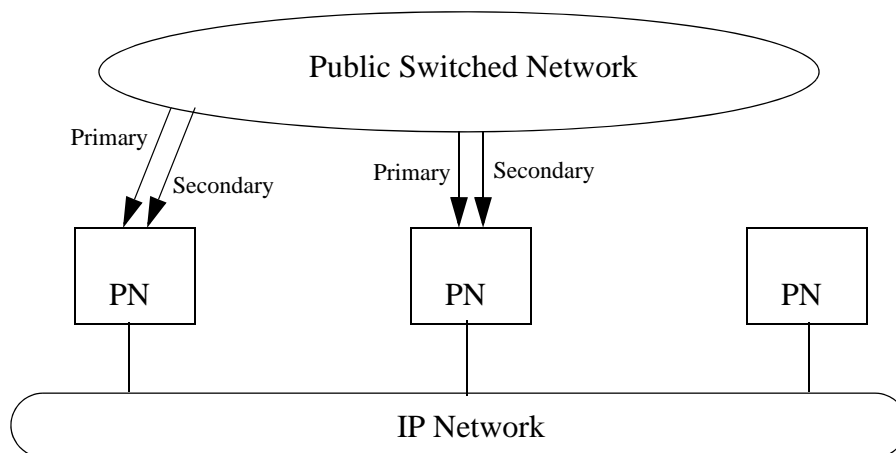 Public Switched Network
Primary
Secondary
Primary
Secondary
PN
PN
PN
IP Network